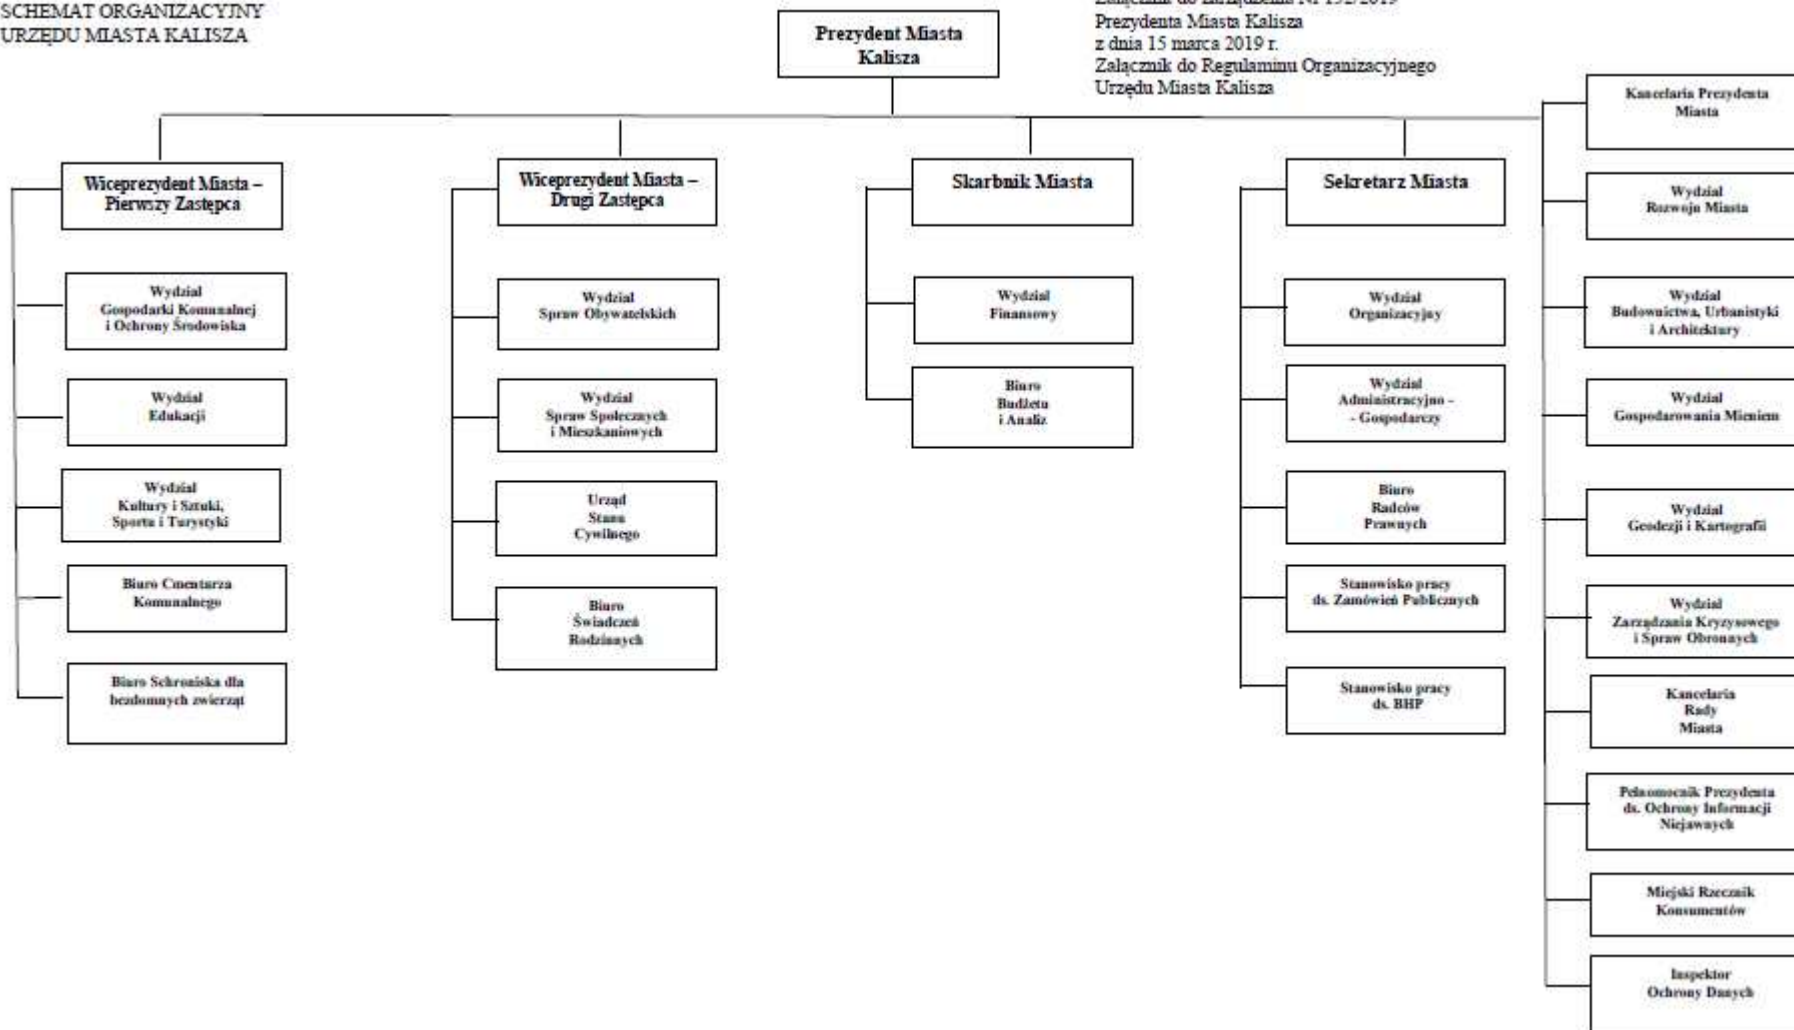 SCHEMAT ORGANIZACYJNY
URZĘDU MIASTA KALISZA
Załącznik do Zarządzenia Nr 192/2019
Prezydenta Miasta Kalisza
z dnia 15 marca 2019 r.
Załącznik do Regulaminu Organizacyjnego
Urzędu Miasta Kalisza
Prezydent Miasta
Kalisza
Wiceprezydent Miasta –
Pierwszy Zastępca
Wydział
Gospodarki Komunalnej
i Ochrony Środowiska
Wydział
Edukacji
Wydział
Kultury i Sztuki,
Sportu i Turystyki
Biuro Cmentarza
Komunalnego
Biuro Schroniska dla
bezdomnych zwierząt
Wiceprezydent Miasta –
Drugi Zastępca
Wydział
Spraw Obywatelskich
Wydział
Spraw Społecznych
i Mieszkaniowych
Urząd
Stanu
Cywilnego
Biuro
Świadczeń
Rodzinnych
Skarbnik Miasta
Wydział
Finansowy
Biuro
Budżetu
i Analiz
Sekretarz Miasta
Wydział
Organizacyjny
Wydział
Administracyjno -
- Gospodarczy
Biuro
Radców
Prawnych
Stanowisko pracy
ds. Zamówień Publicznych
Stanowisko pracy
ds. BHP
Kancelaria Prezydenta
Miasta
Wydział
Rozwoju Miasta
Wydział
Budownictwa, Urbanistyki
i Architektury
Wydział
Gospodarowania Mieniem
Wydział
Geodezji i Kartografii
Wydział
Zarządzania Kryzysowego
i Spraw Obronnych
Kancelaria
Rady
Miasta
Pełnomocnik Prezydenta
ds. Ochrony Informacji
Niejawnych
Miejski Rzecznik
Konsumentów
Inspektor
Ochrony Danych